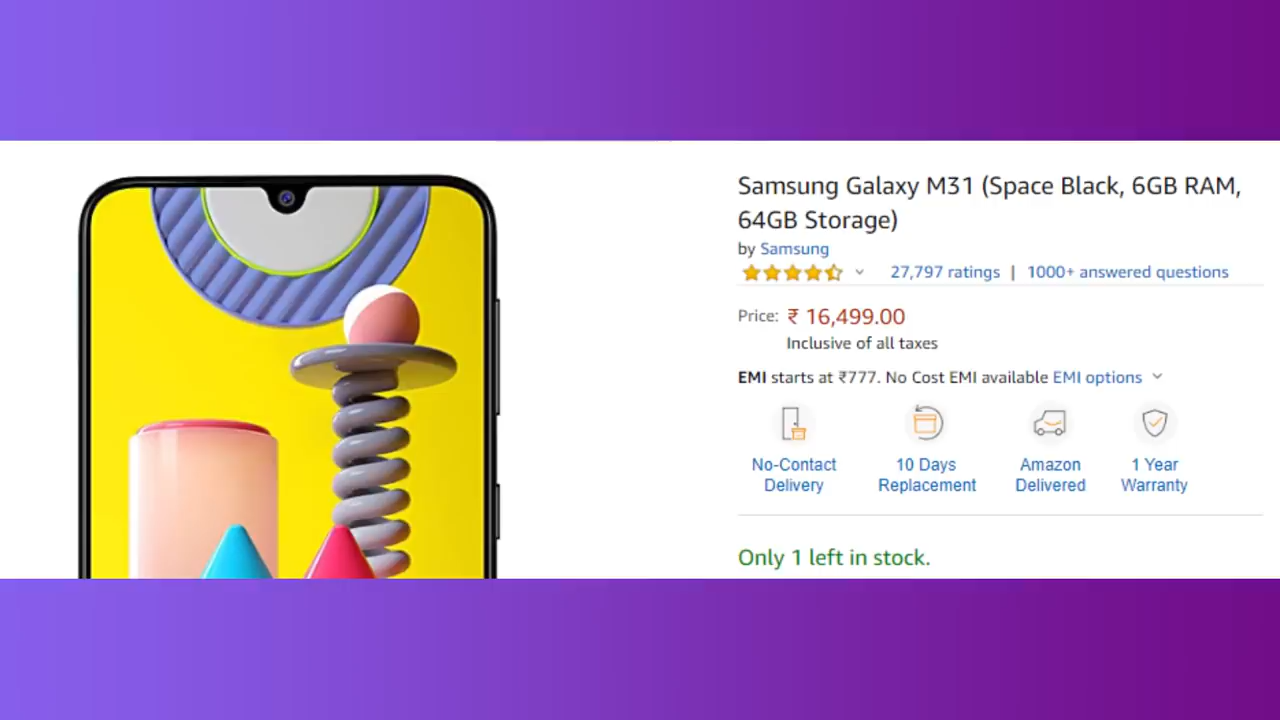 Samsung Galaxy M31 (Space Black, 6GB RAM,
64GB Storage)
by Samsung
27,797 ratings | 1000+ answered questions
Price: ₹ 16,499.00
Inclusive of all taxes
EMI starts at ₹777. No Cost EMI available EMI options
No-Contact Delivery
10 Days Replacement
Amazon Delivered
1 Year Warranty
Only 1 left in stock.